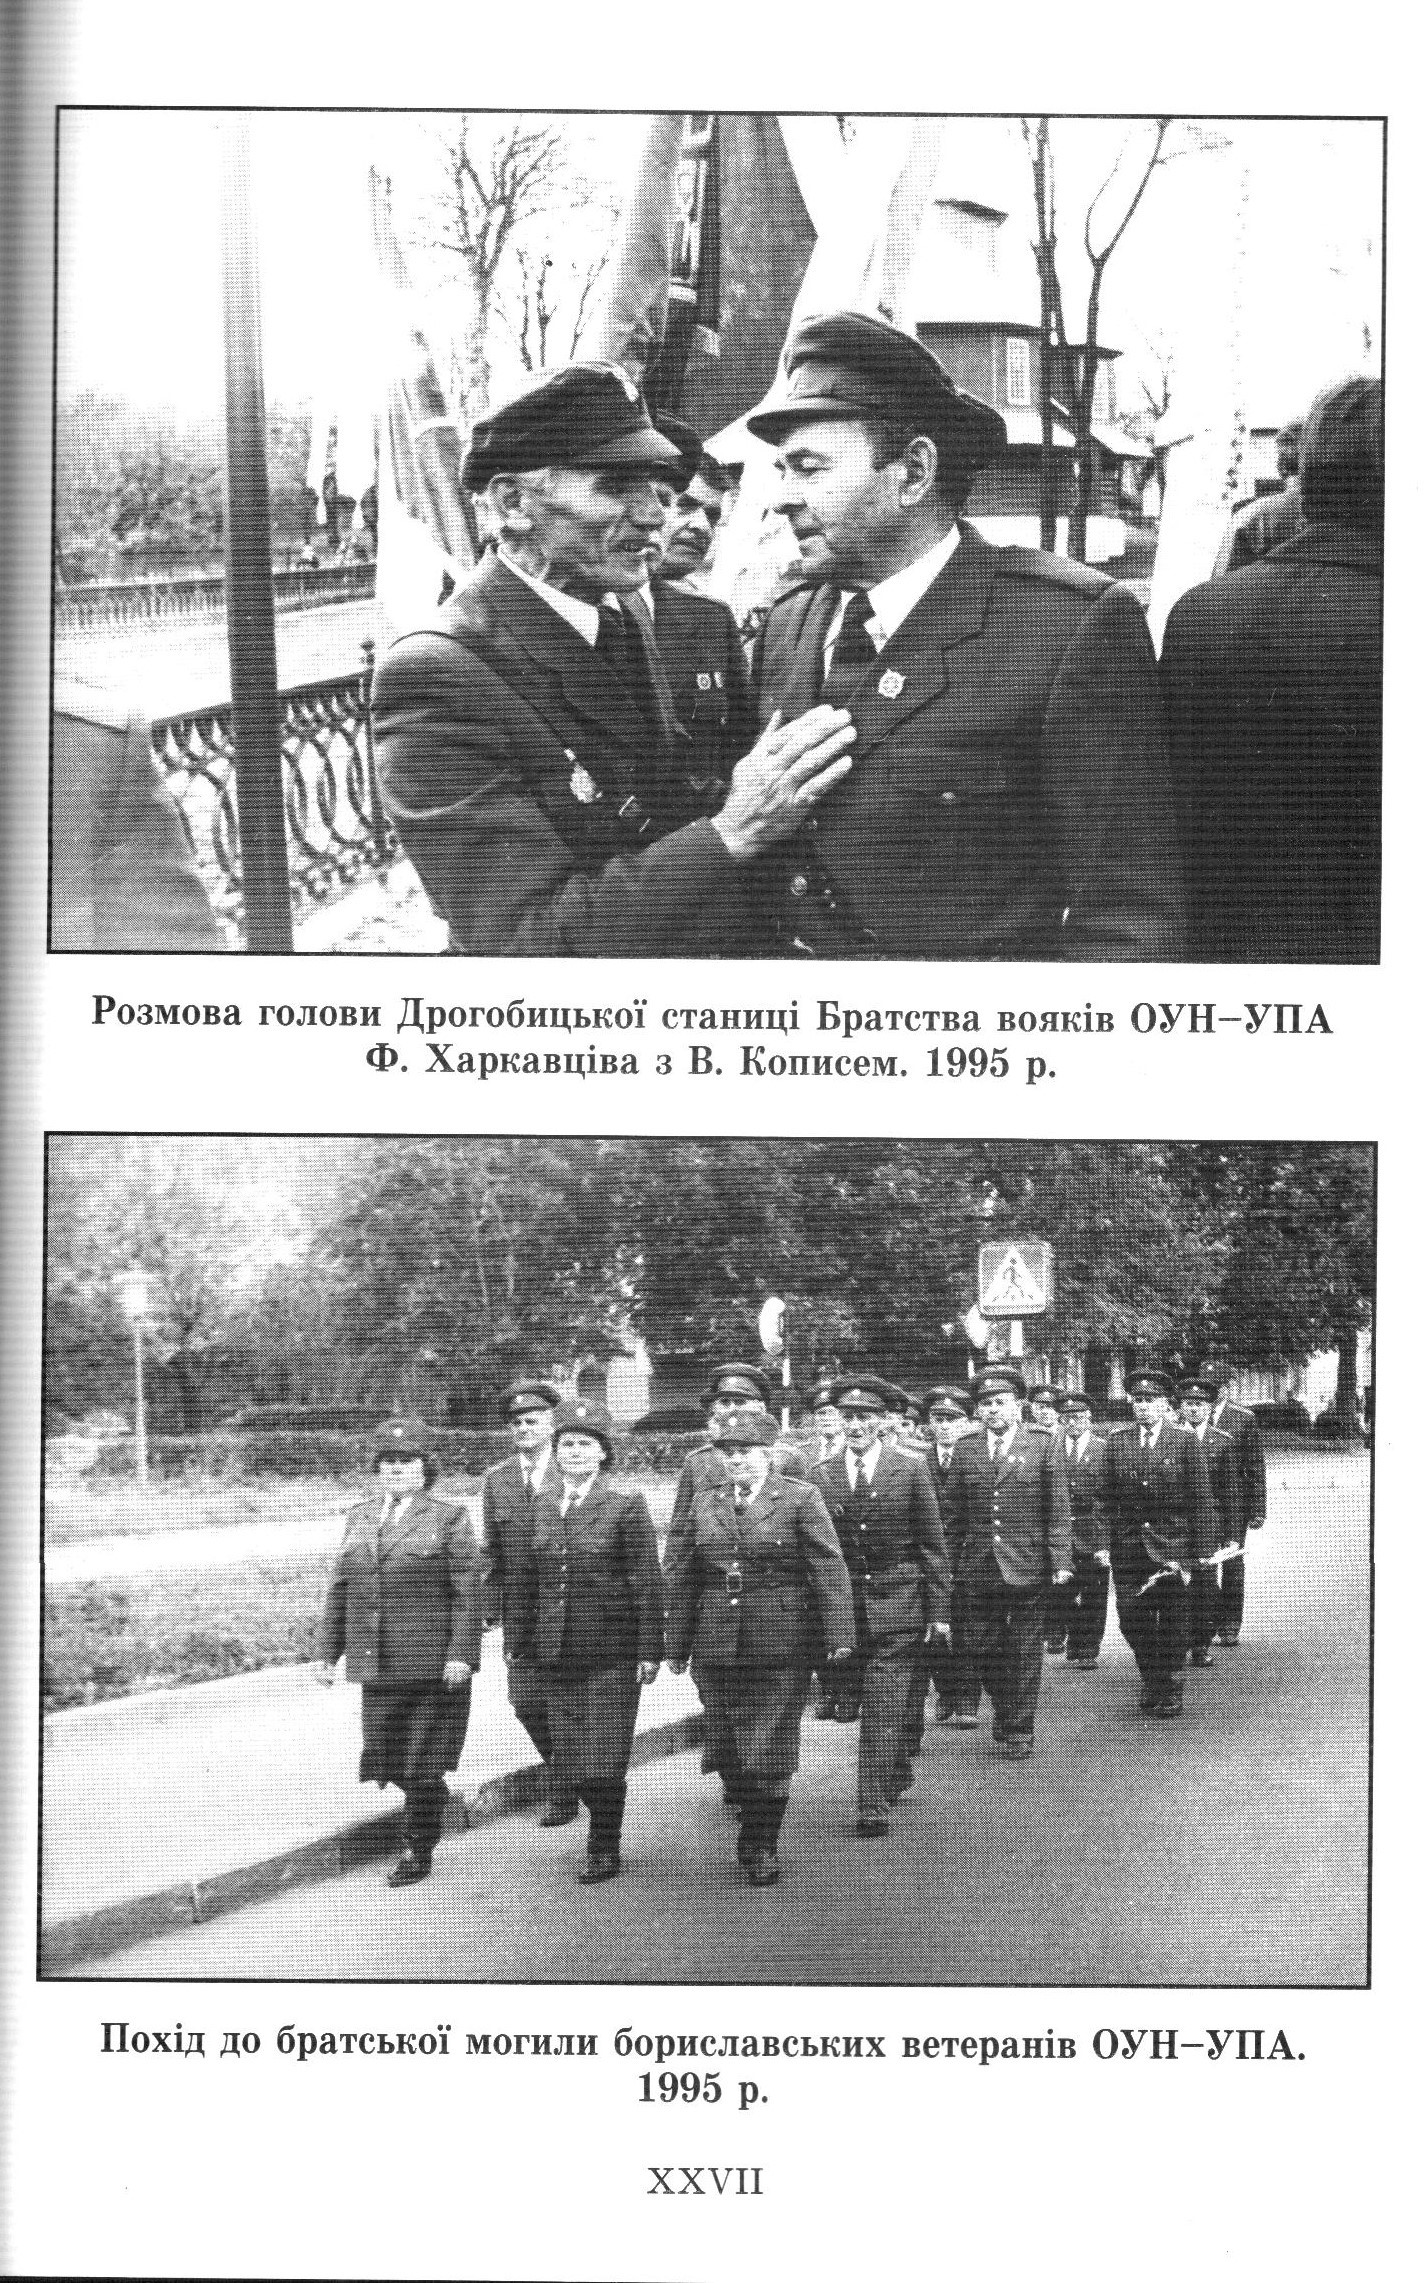 Розмова голови Дрогобицької станиці Братства вояків ОУН–УПА
Ф. Харкавціва з В. Кописем. 1995 р.
Похід до братської могили бориславських ветеранів ОУН–УПА.
1995 р.
XXVII